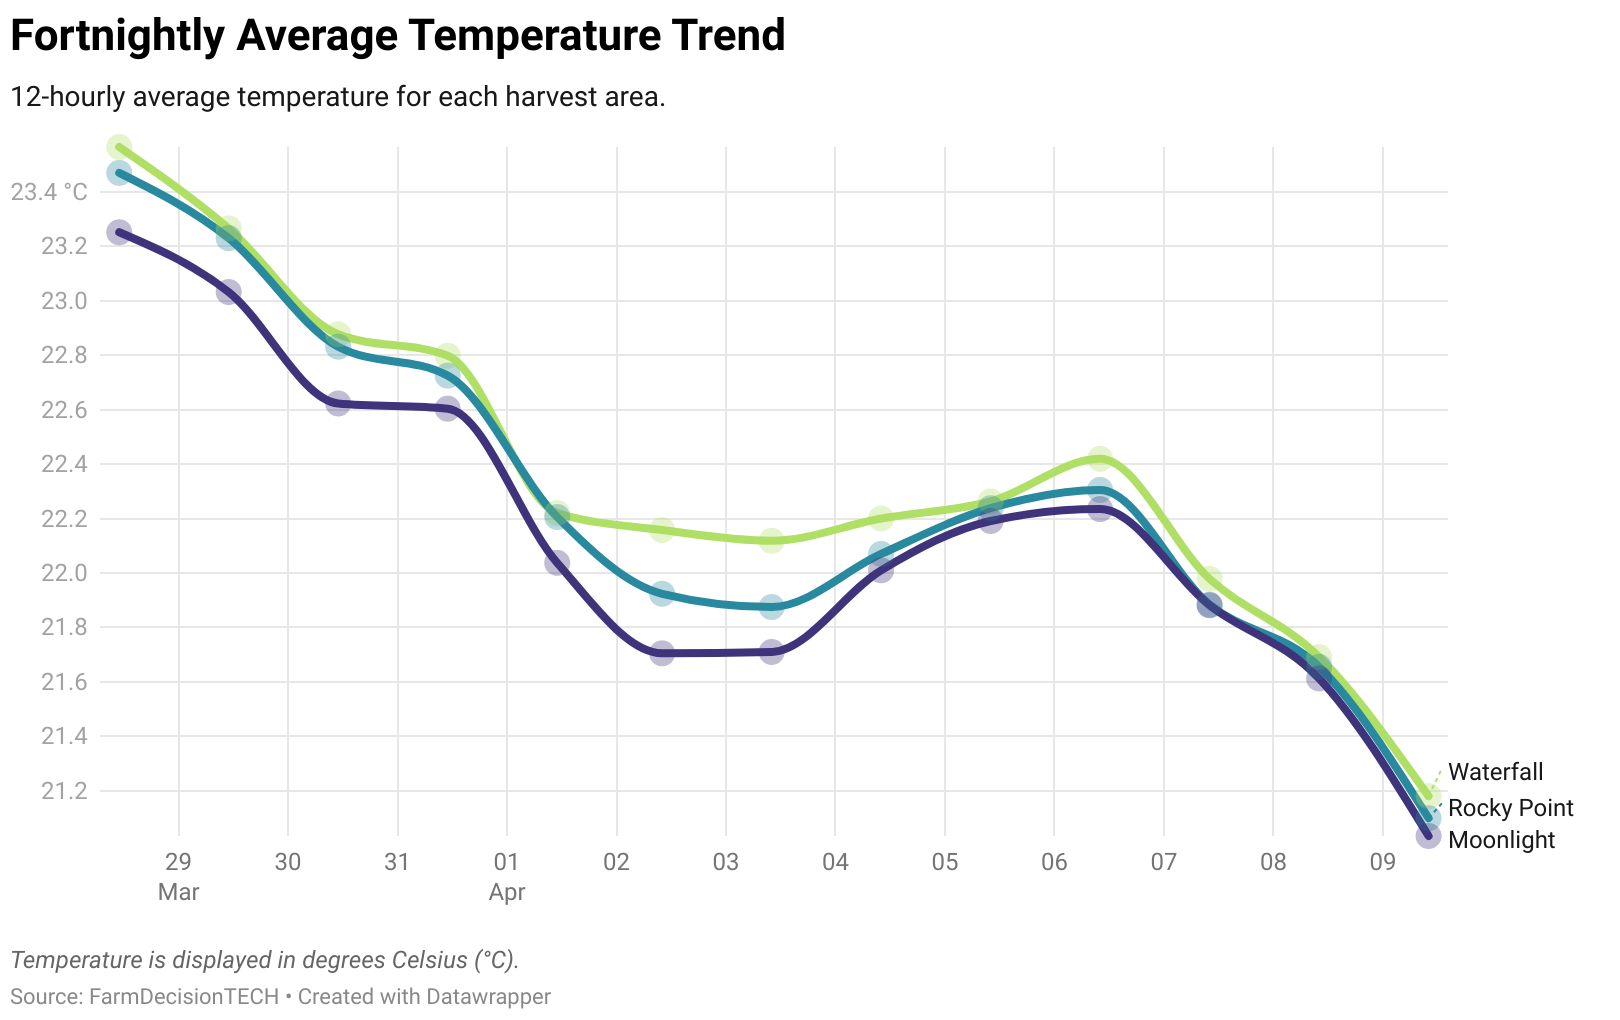 Fortnightly Average Temperature Trend
12-hourly average temperature for each harvest area.
23.4 °C
23.2
23.0
22.8
22.6
22.4
22.2
22.0
21.8
21.6
21.4
21.2
Waterfall
Rocky Point
Moonlight
29 30 31 01 02 03 04 05 06 07 08 09
Mar Apr
Temperature is displayed in degrees Celsius (°C).
Source: FarmDecisionTECH • Created with Datawrapper